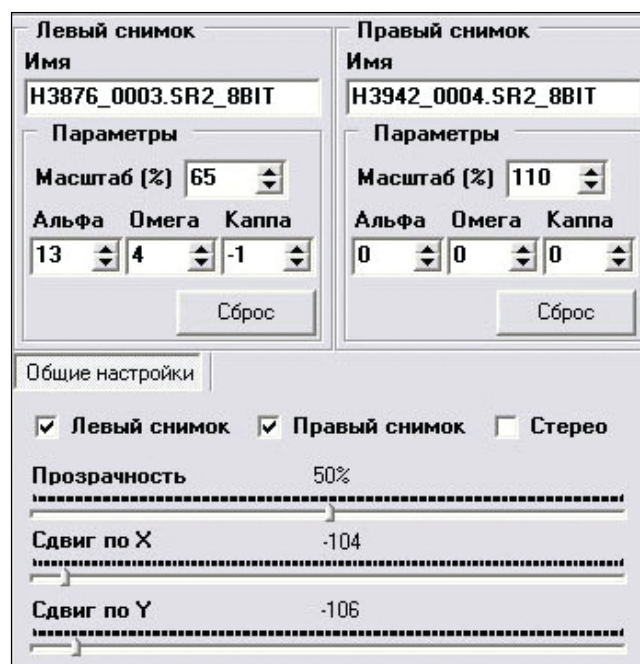 Левый снимок
Имя
H3876_0003.SR2_8BIT
Параметры
Масштаб (%) 65
Альфа Омега Каппа
13 4 -1
Сброс
Правый снимок
Имя
H3942_0004.SR2_8BIT
Параметры
Масштаб (%) 110
Альфа Омега Каппа
0 0 0
Сброс
Общие настройки
Левый снимок Правый снимок Стерео
Прозрачность 50%
Сдвиг по X -104
Сдвиг по Y -106